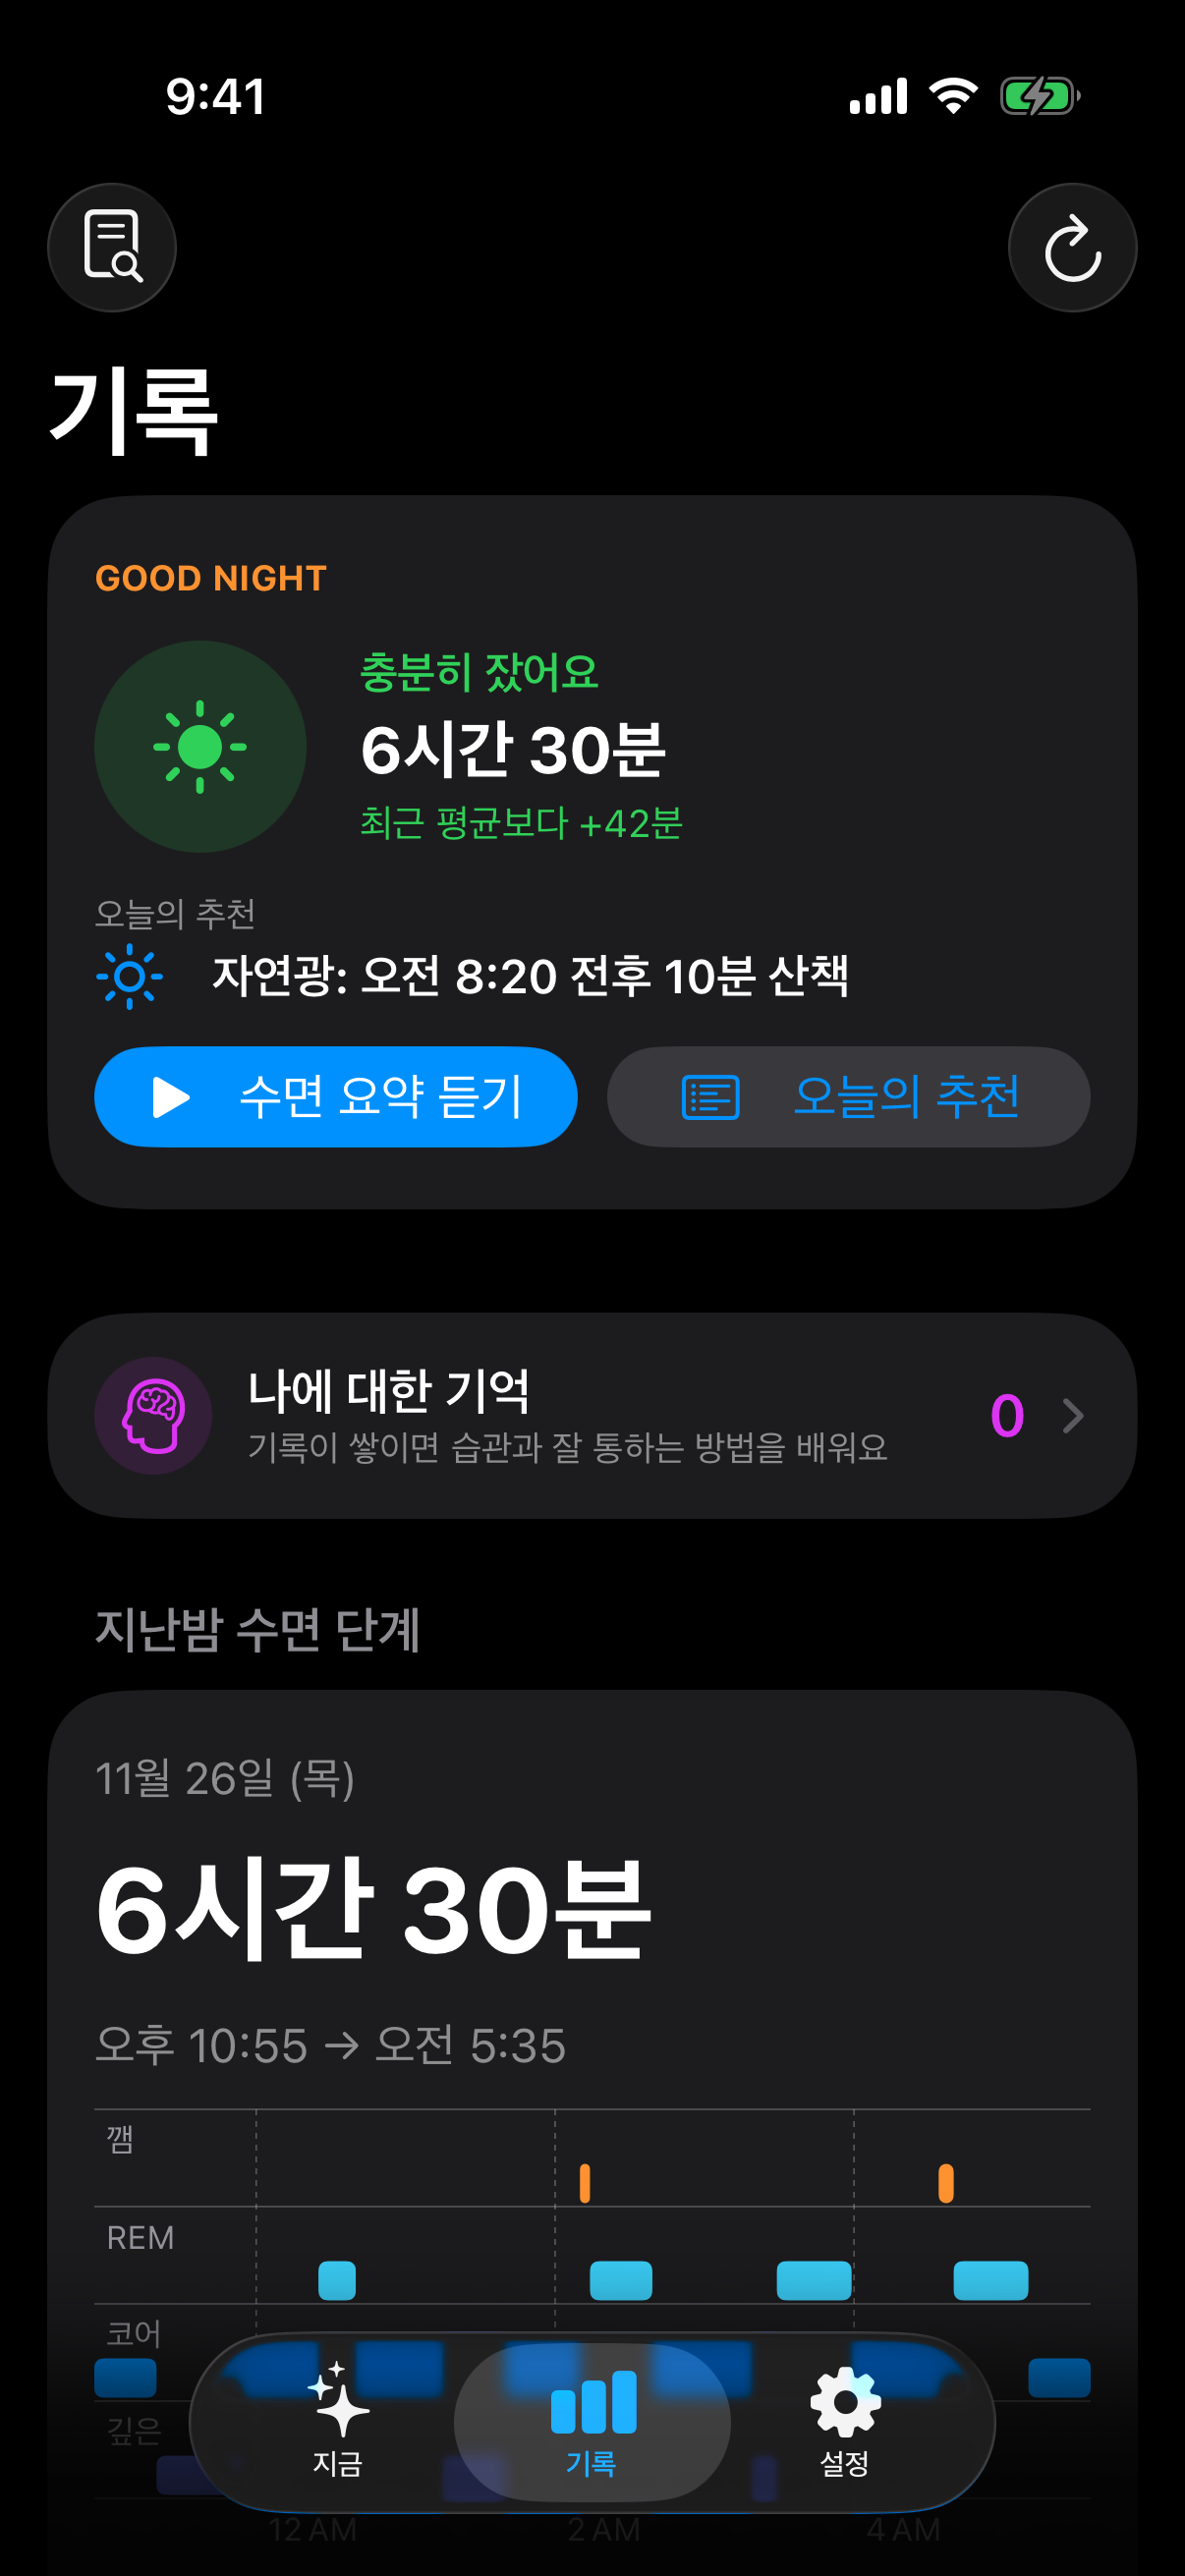 9:41
기록
GOOD NIGHT
충분히 잤어요
6시간 30분
최근 평균보다 +42분
오늘의 추천
자연광: 오전 8:20 전후 10분 산책
수면 요약 듣기
오늘의 추천
나에 대한 기억
기록이 쌓이면 습관과 잘 통하는 방법을 배워요
0
지난밤 수면 단계
11월 26일 (목)
6시간 30분
오후 10:55 → 오전 5:35
깸
REM
코어
깊은
지금
기록
설정
12 AM
2 AM
4 AM